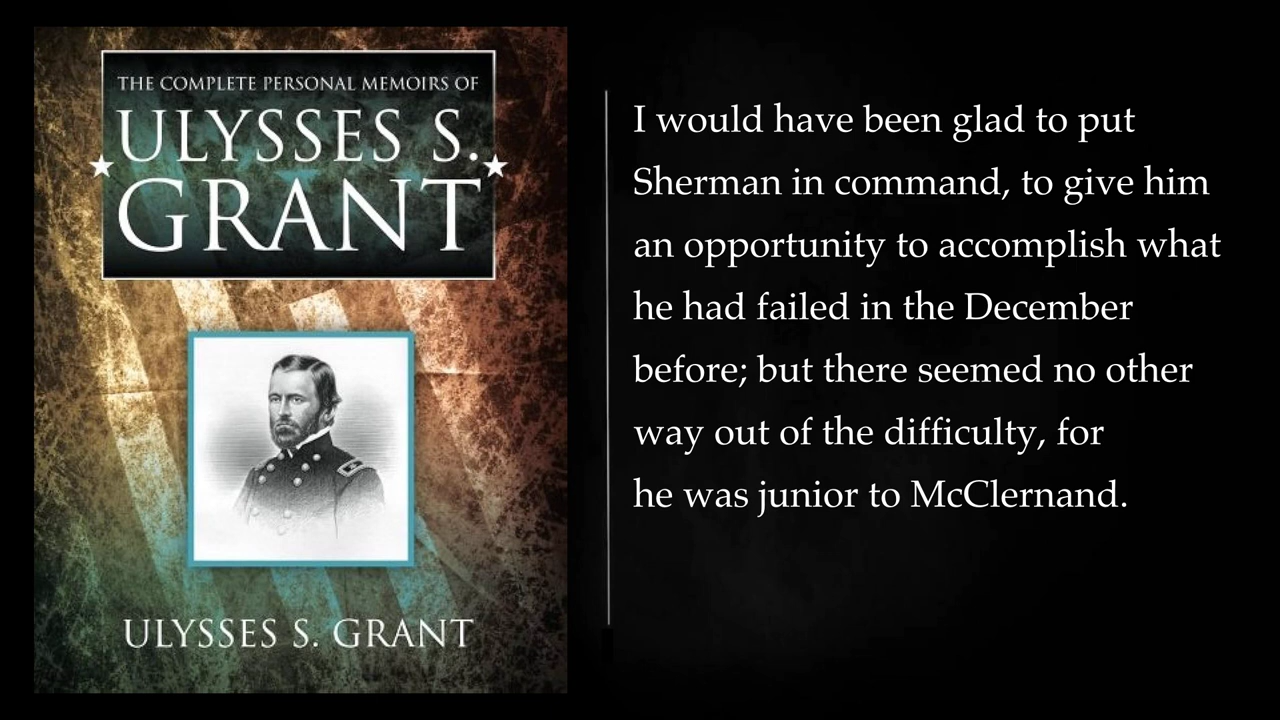 THE COMPLETE PERSONAL MEMOIRS OF
ULYSSES S.
GRANT
ULYSSES S. GRANT
I would have been glad to put
Sherman in command, to give him
an opportunity to accomplish what
he had failed in the December
before; but there seemed no other
way out of the difficulty, for
he was junior to McClernand.